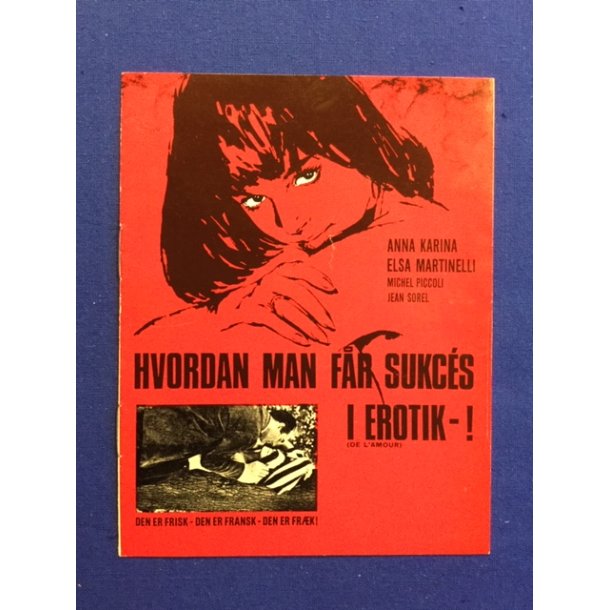 ANNA KARINA
ELSA MARTINELLI
MICHEL PICCOLI
JEAN SOREL
HVORDAN MAN FÅR SUKCÉS
I EROTIK-!
(DE L'AMOUR)
DEN ER FRISK - DEN ER FRANSK - DEN ER FRÆK!